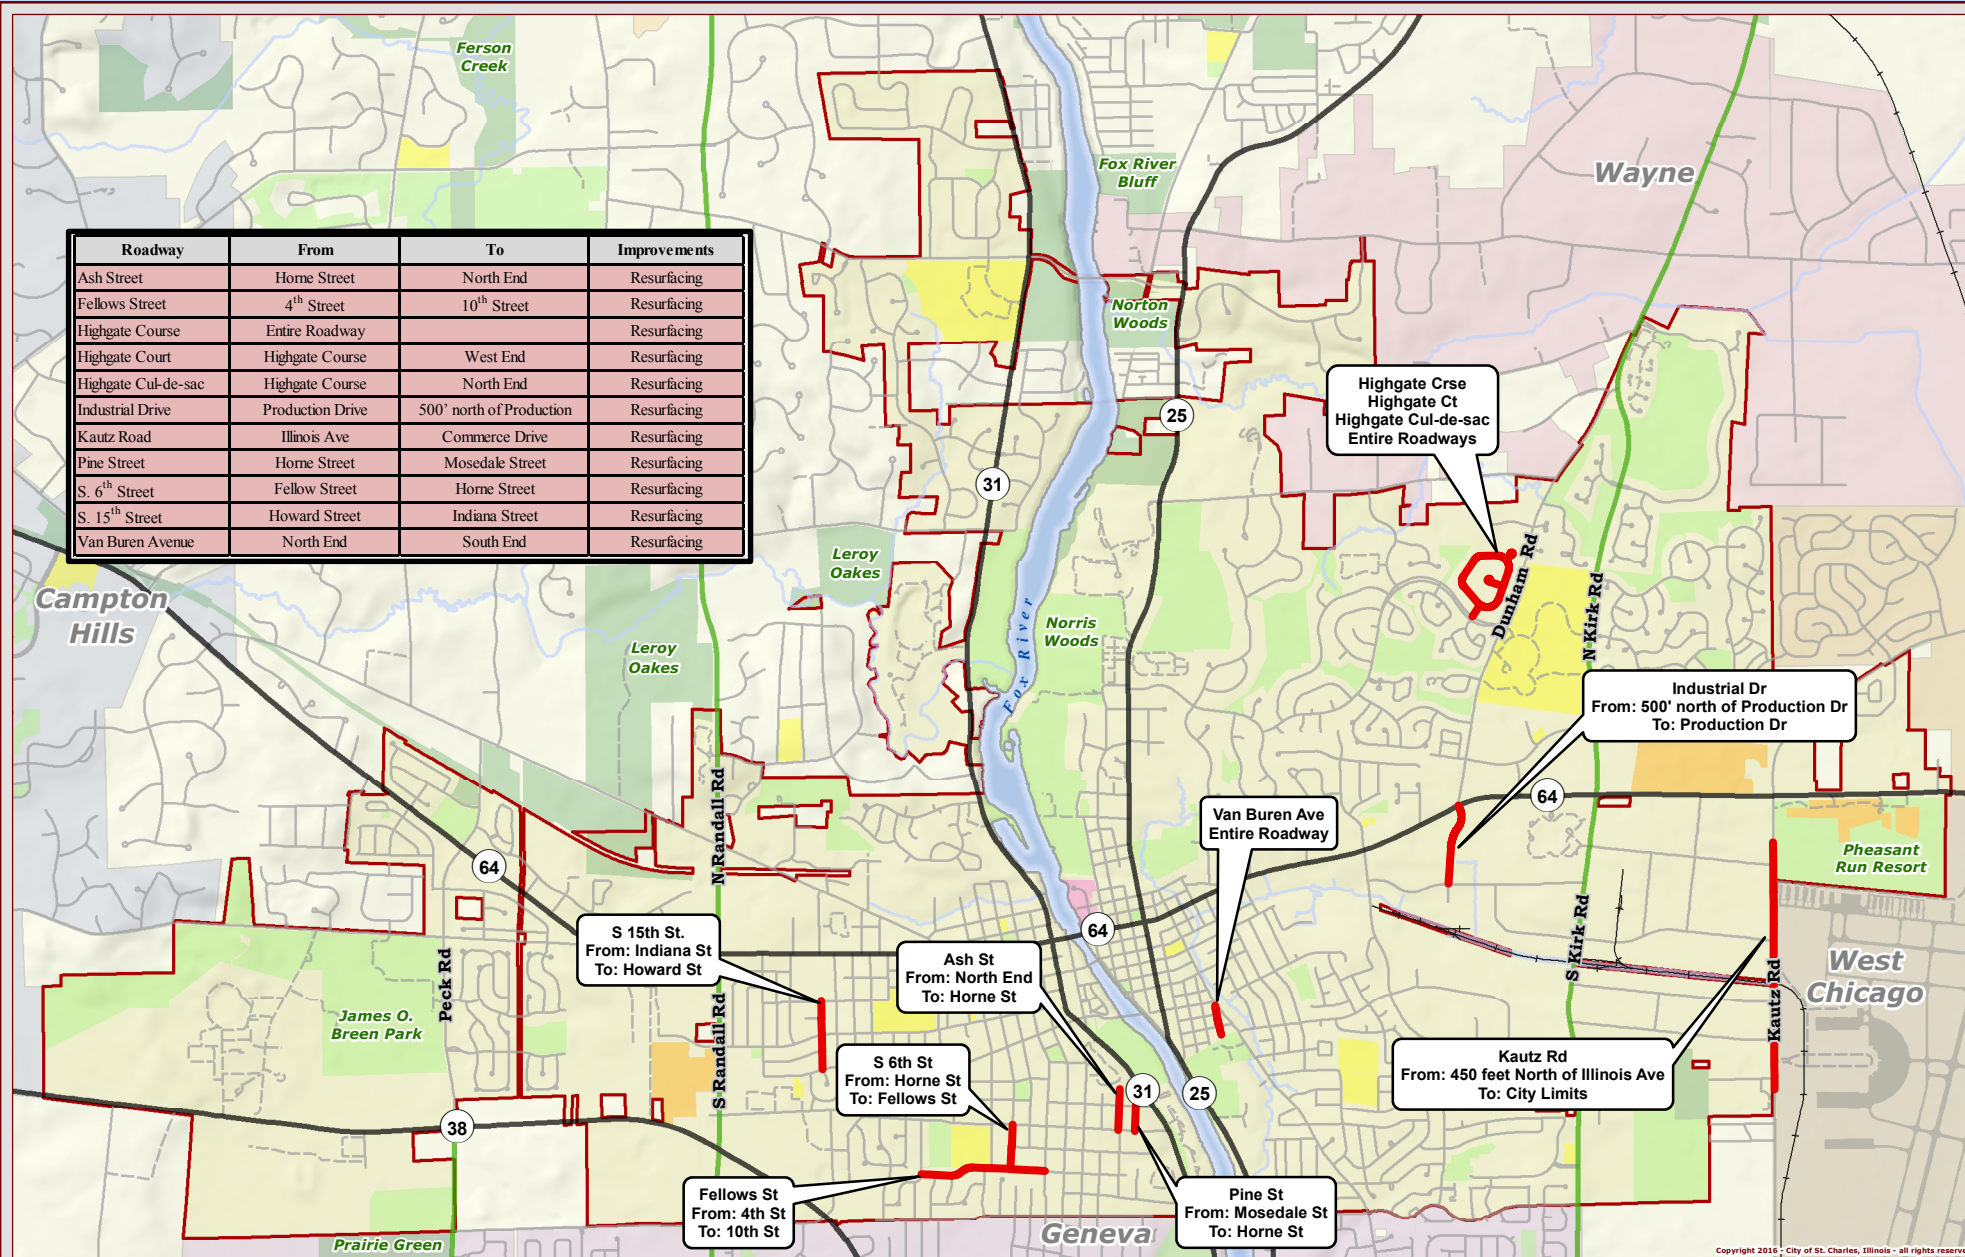 Ferson
Creek
Fox River
Bluff
Wayne
Roadway From To Improvements
Ash Street Horne Street North End Resurfacing
Fellows Street 4th Street 10th Street Resurfacing
Highgate Course Entire Roadway Resurfacing
Highgate Court Highgate Course West End Resurfacing
Highgate Cul-de-sac Highgate Course North End Resurfacing
Industrial Drive Production Drive 500' north of Production Resurfacing
Kautz Road Illinois Ave Commerce Drive Resurfacing
Pine Street Horne Street Mosedale Street Resurfacing
S. 6th Street Fellow Street Horne Street Resurfacing
S. 15th Street Howard Street Indiana Street Resurfacing
Van Buren Avenue North End South End Resurfacing
Norton
Woods
Highgate Crse
Highgate Ct
Highgate Cul-de-sac
Entire Roadways
25
31
Leroy
Oakes
Campton
Hills
Leroy
Oakes
Fox River
Norris
Woods
Dunham Rd
N Kirk Rd
Industrial Dr
From: 500' north of Production Dr
To: Production Dr
64
N Randall Rd
Van Buren Ave
Entire Roadway
64
Pheasant
Run Resort
S 15th St.
From: Indiana St
To: Howard St
64
Ash St
From: North End
To: Horne St
S Kirk Rd
West
Chicago
Peck Rd
James O.
Breen Park
S Randall Rd
Kautz Rd
S 6th St
From: Horne St
To: Fellows St
31
25
Kautz Rd
From: 450 feet North of Illinois Ave
To: City Limits
38
Fellows St
From: 4th St
To: 10th St
Pine St
From: Mosedale St
To: Horne St
Geneva
Prairie Green
Copyright 2016 - City of St. Charles, Illinois - all rights reserve